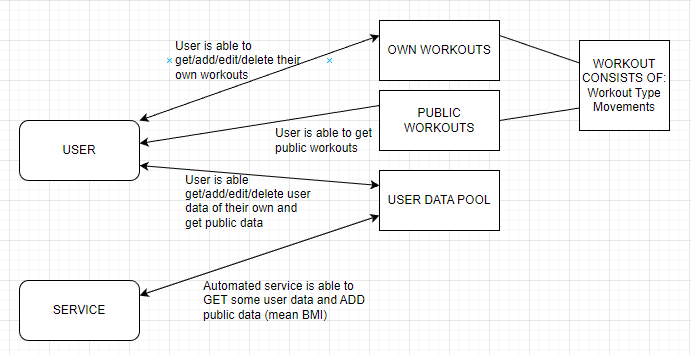 User is able to
get/add/edit/delete their
own workouts
OWN WORKOUTS
WORKOUT
CONSISTS OF:
Workout Type
Movements
PUBLIC
WORKOUTS
User is able to get
public workouts
USER
User is able
get/add/edit/delete user
data of their own and
get public data
USER DATA POOL
Automated service is able to
GET some user data and ADD
public data (mean BMI)
SERVICE